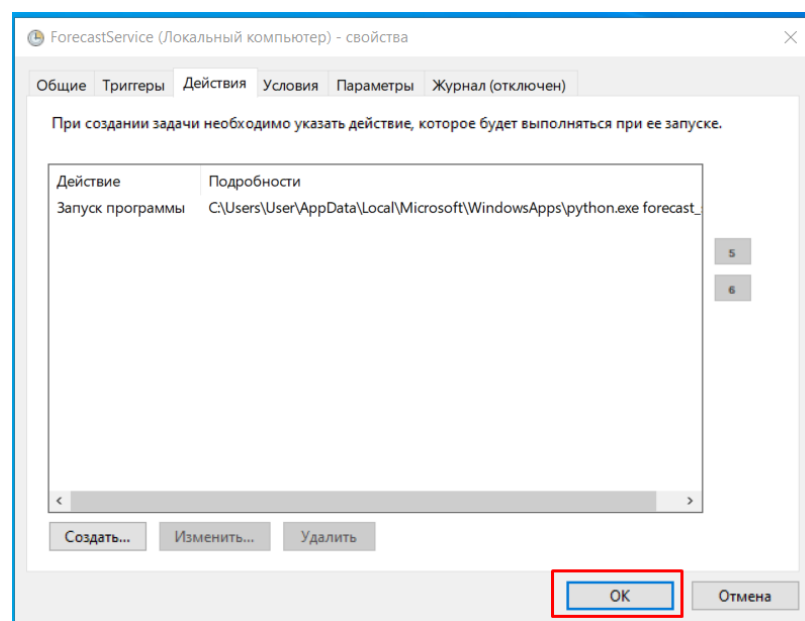 ForecastService (Локальный компьютер) - свойства
Общие Триггеры Действия Условия Параметры Журнал (отключен)
При создании задачи необходимо указать действие, которое будет выполняться при ее запуске.
Действие Подробности
Запуск программы C:\Users\User\AppData\Local\Microsoft\WindowsApps\python.exe forecast_
5
6
Создать... Изменить... Удалить
OK Отмена